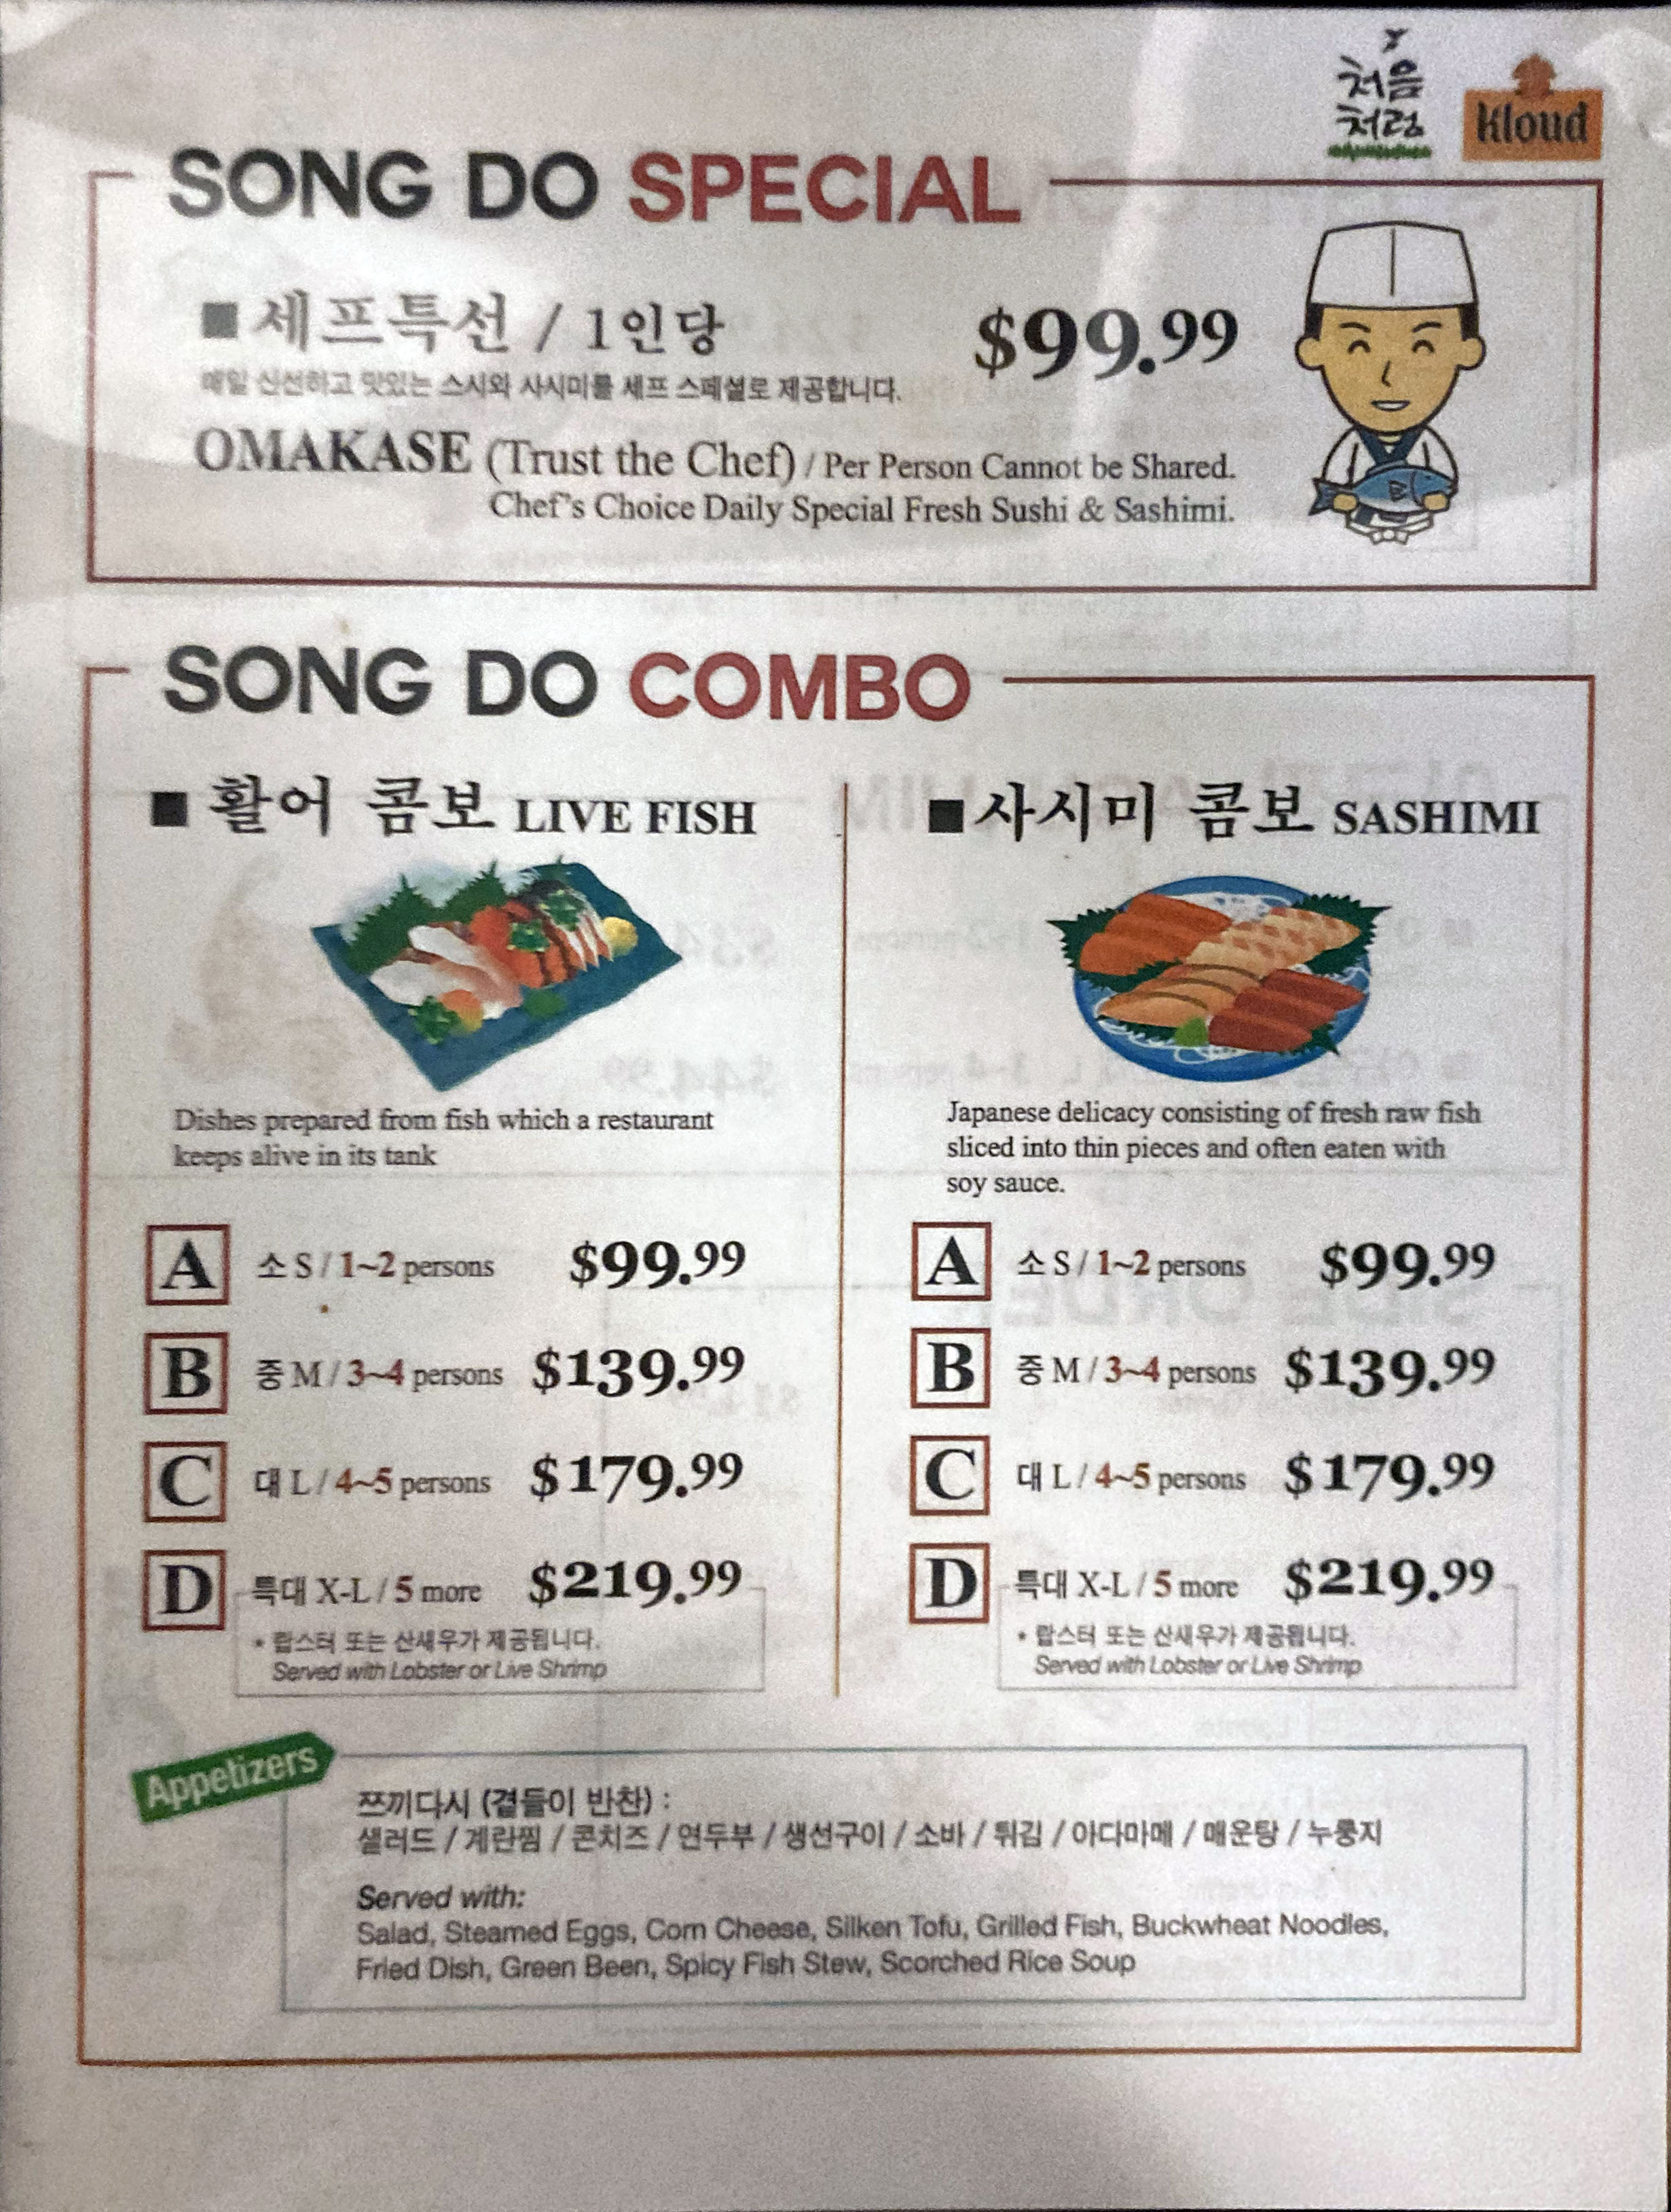 처음
처럼
Kloud
SONG DO SPECIAL
■ 세프특선 / 1인당 $99.99
매일 신선하고 맛있는 스시와 사시미를 세프 스페셜로 제공합니다.
OMAKASE (Trust the Chef) / Per Person Cannot be Shared.
Chef's Choice Daily Special Fresh Sushi & Sashimi.
SONG DO COMBO
■ 활어 콤보 LIVE FISH
Dishes prepared from fish which a restaurant
keeps alive in its tank
A 소 S / 1~2 persons $99.99
B 중 M / 3~4 persons $139.99
C 대 L / 4~5 persons $179.99
D 특대 X-L / 5 more $219.99
* 랍스터 또는 산새우가 제공됩니다.
Served with Lobster or Live Shrimp
■ 사시미 콤보 SASHIMI
Japanese delicacy consisting of fresh raw fish
sliced into thin pieces and often eaten with
soy sauce.
A 소 S / 1~2 persons $99.99
B 중 M / 3~4 persons $139.99
C 대 L / 4~5 persons $179.99
D 특대 X-L / 5 more $219.99
* 랍스터 또는 산새우가 제공됩니다.
Served with Lobster or Live Shrimp
Appetizers
쯔끼다시 (곁들이 반찬) :
샐러드 / 계란찜 / 콘치즈 / 연두부 / 생선구이 / 소바 / 튀김 / 아다마메 / 매운탕 / 누룽지
Served with:
Salad, Steamed Eggs, Corn Cheese, Silken Tofu, Grilled Fish, Buckwheat Noodles,
Fried Dish, Green Been, Spicy Fish Stew, Scorched Rice Soup